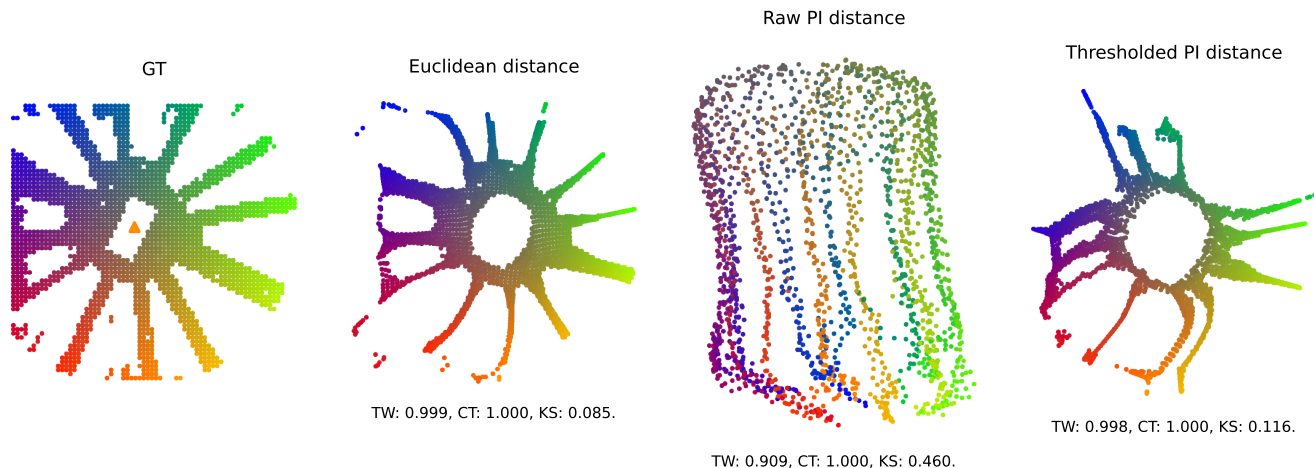 GT
Euclidean distance
TW: 0.999, CT: 1.000, KS: 0.085.
Raw PI distance
TW: 0.909, CT: 1.000, KS: 0.460.
Thresholded PI distance
TW: 0.998, CT: 1.000, KS: 0.116.